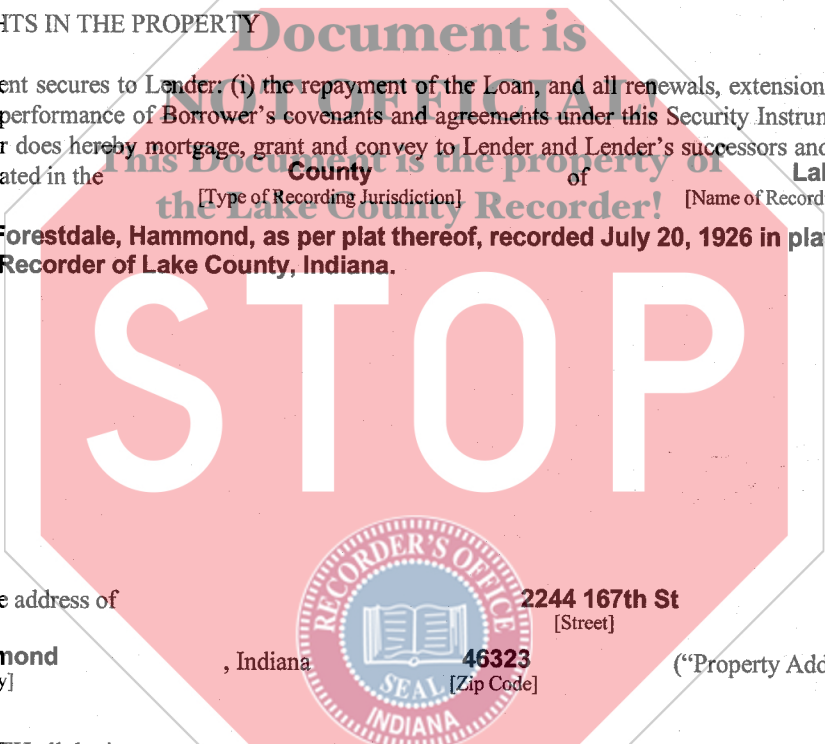 HTS IN THE PROPERTY
Document is
ent secures to Lender: (i) the repayment of the Loan, and all renewals, extension
NOT OFFICIAL!
performance of Borrower's covenants and agreements under this Security Instrum
r does hereby mortgage, grant and convey to Lender and Lender's successors and
This Document is the property of
ated in the County of Lak
[Type of Recording Jurisdiction] [Name of Record
the Lake County Recorder!
Forestdale, Hammond, as per plat thereof, recorded July 20, 1926 in pla
Recorder of Lake County, Indiana.
STOP
RECORDER'S OFFICE
e address of 2244 167th St
[Street]
mond , Indiana 46323 ("Property Add
y] [Zip Code]
SEAL
INDIANA